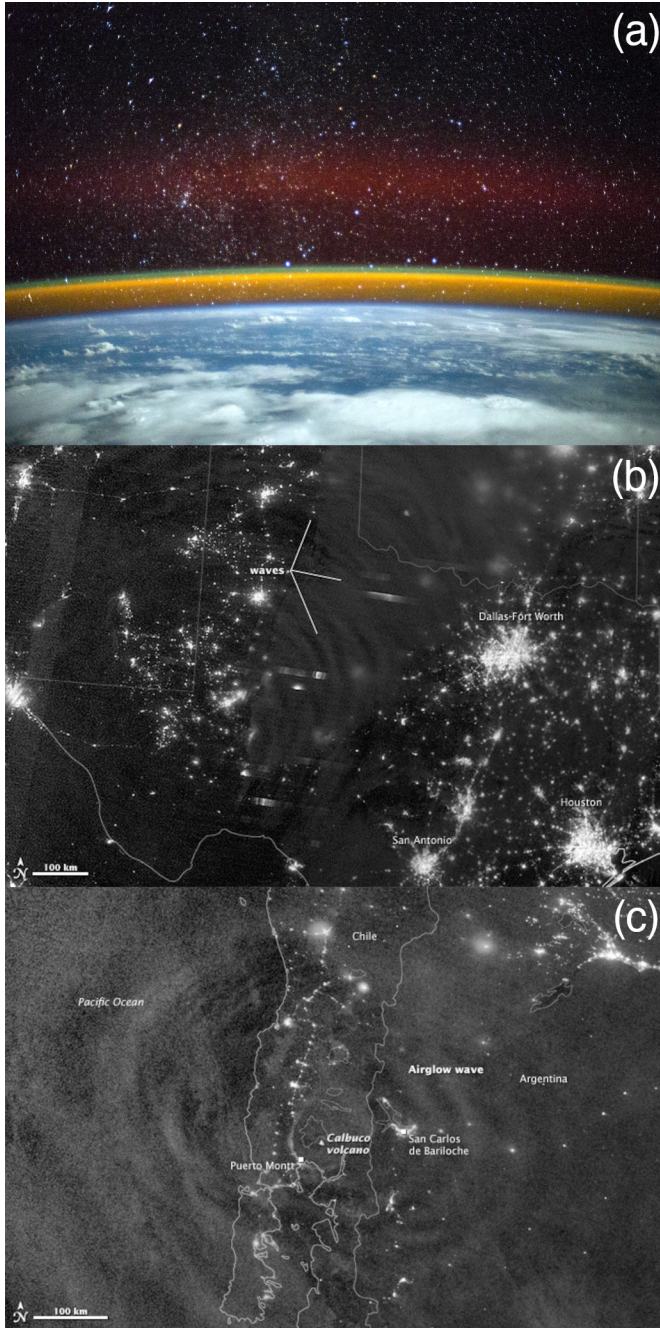 (a)
(b)
waves
Dallas-Fort Worth
Houston
San Antonio
N
100 km
(c)
Chile
Pacific Ocean
Airglow wave
Argentina
Calbuco
volcano
San Carlos
de Bariloche
Puerto Montt
N
100 km